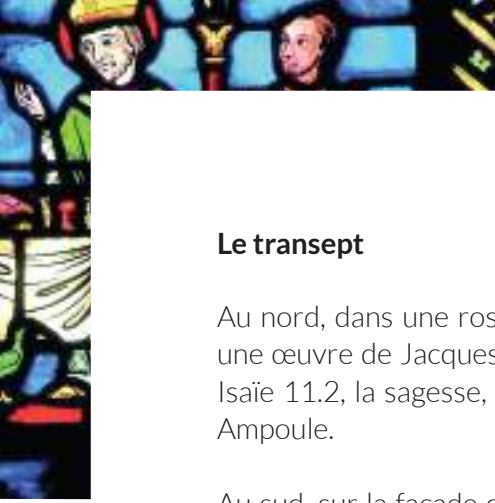 Le transept
Au nord, dans une
une œuvre de Jacques
Isaïe 11.2, la sagesse,
Ampoule.
Au sud, sur la façade